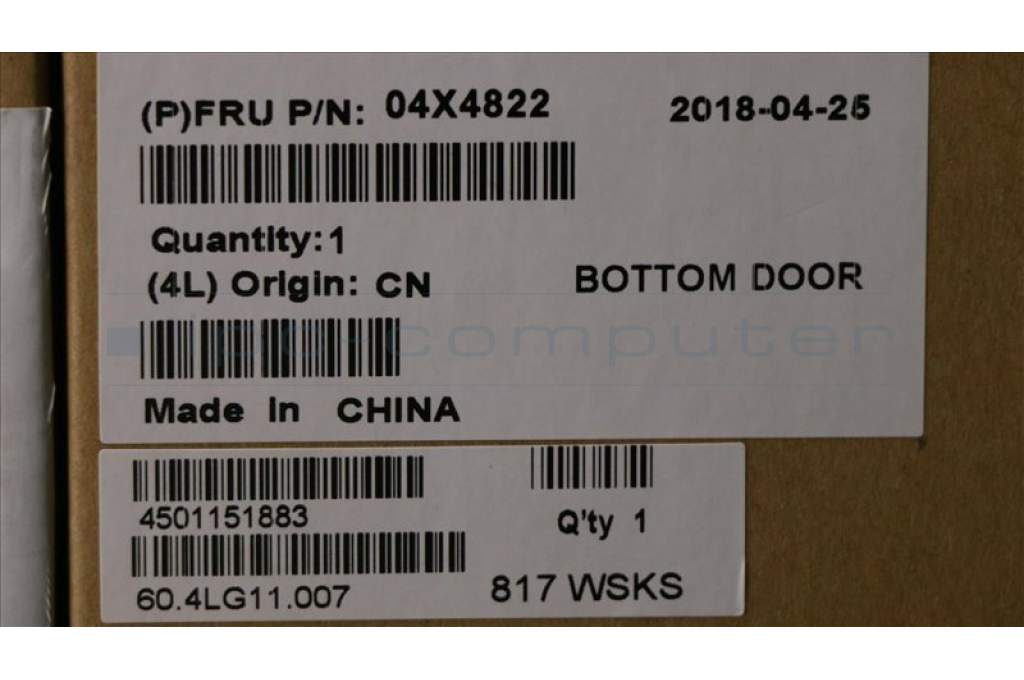 (P)FRU P/N: 04X4822 2018-04-25
Quantity:1
(4L) Origin: CN BOTTOM DOOR
ipc-computer
Made In CHINA
4501151883
Q'ty 1
60.4LG11.007 817 WSKS